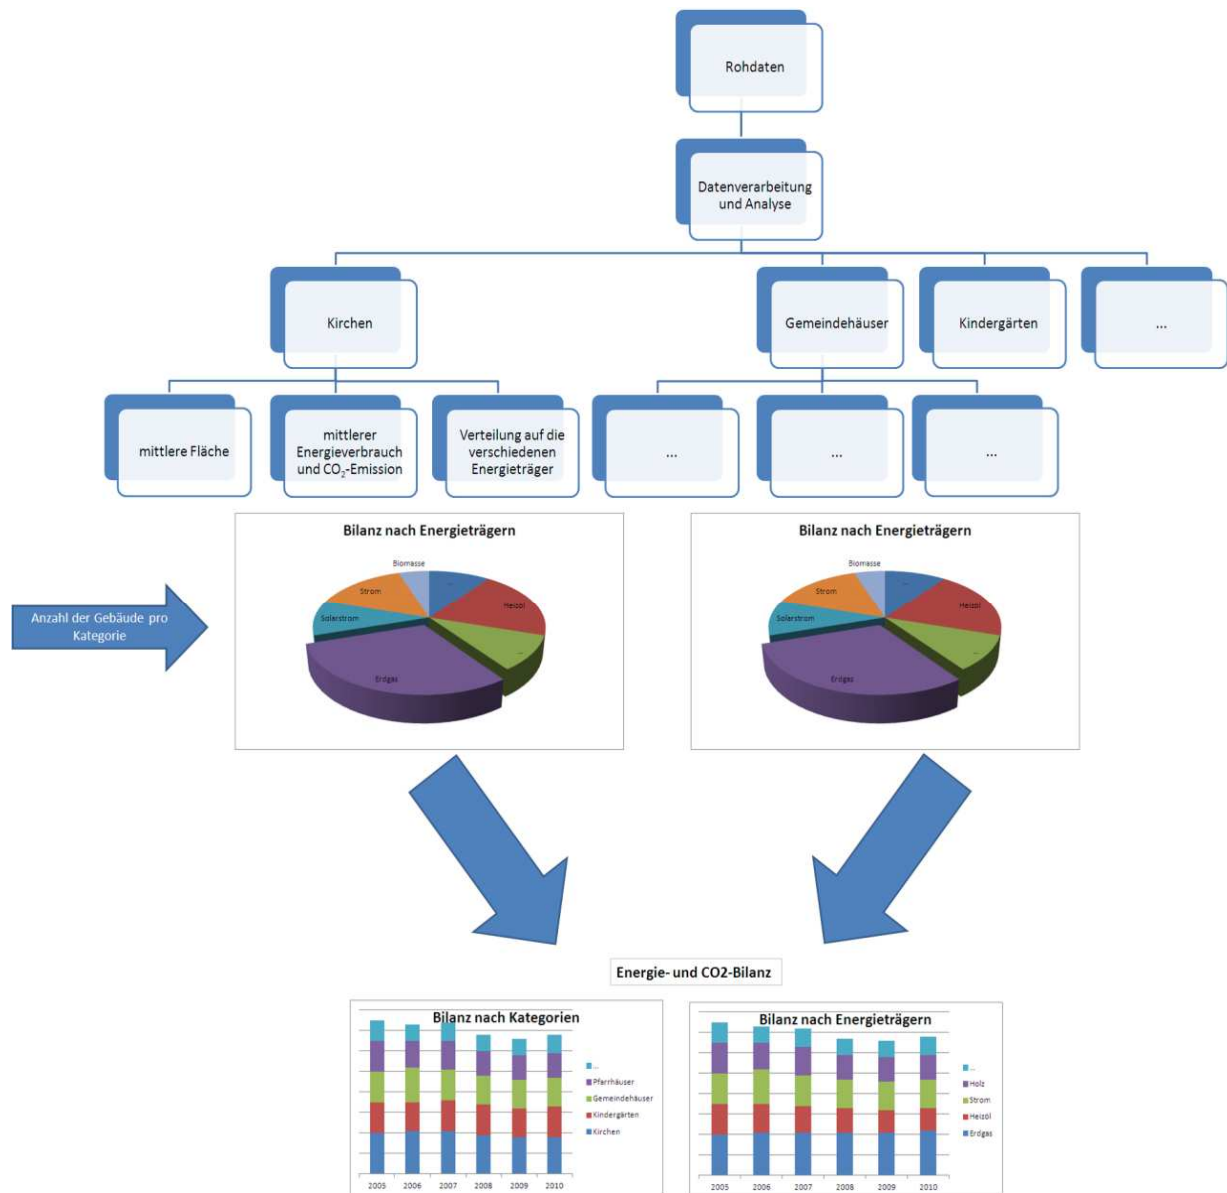 Rohdaten
Datenverarbeitung
und Analyse
Kirchen
Gemeindehäuser
Kindergärten
...
mittlere Fläche
mittlerer
Energieverbrauch
und CO₂-Emission
Verteilung auf die
verschiedenen
Energieträger
...
...
...
Anzahl der Gebäude pro
Kategorie
Bilanz nach Energieträgern
Biomasse
...
Strom
Heizöl
Solarstrom
...
Erdgas
Bilanz nach Energieträgern
Biomasse
...
Strom
Heizöl
Solarstrom
...
Erdgas
Energie- und CO2-Bilanz
Bilanz nach Kategorien
...
Pfarrhäuser
Gemeindehäuser
Kindergärten
Kirchen
2005 2006 2007 2008 2009 2010
Bilanz nach Energieträgern
...
Holz
Strom
Heizöl
Erdgas
2005 2006 2007 2008 2009 2010